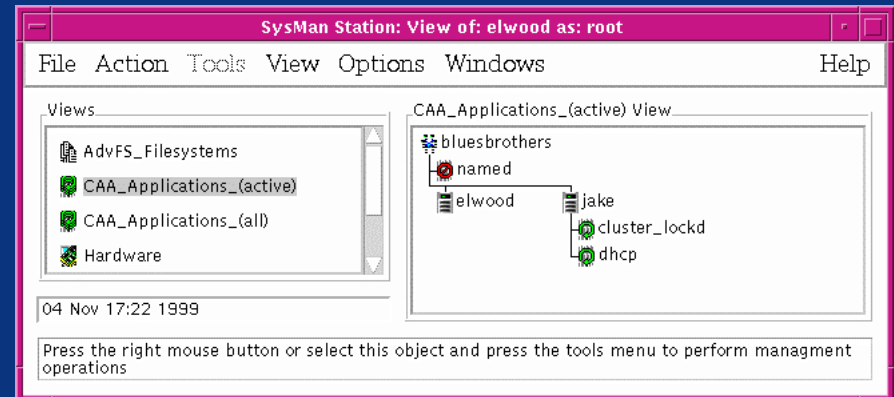 SysMan Station: View of: elwood as: root
File Action Tools View Options Windows Help
Views
AdvFS_Filesystems
CAA_Applications_(active)
CAA_Applications_(all)
Hardware
04 Nov 17:22 1999
CAA_Applications_(active) View
bluesbrothers
named
elwood jake
cluster_lockd
dhcp
Press the right mouse button or select this object and press the tools menu to perform managment
operations